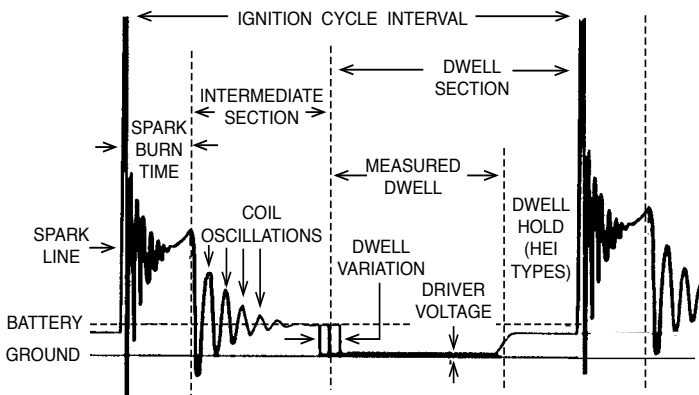 IGNITION CYCLE INTERVAL
DWELL
SECTION
INTERMEDIATE
SECTION
SPARK
BURN
TIME
MEASURED
DWELL
COIL
OSCILLATIONS
DWELL
HOLD
(HEI
TYPES)
SPARK
LINE
DWELL
VARIATION
DRIVER
VOLTAGE
BATTERY
GROUND